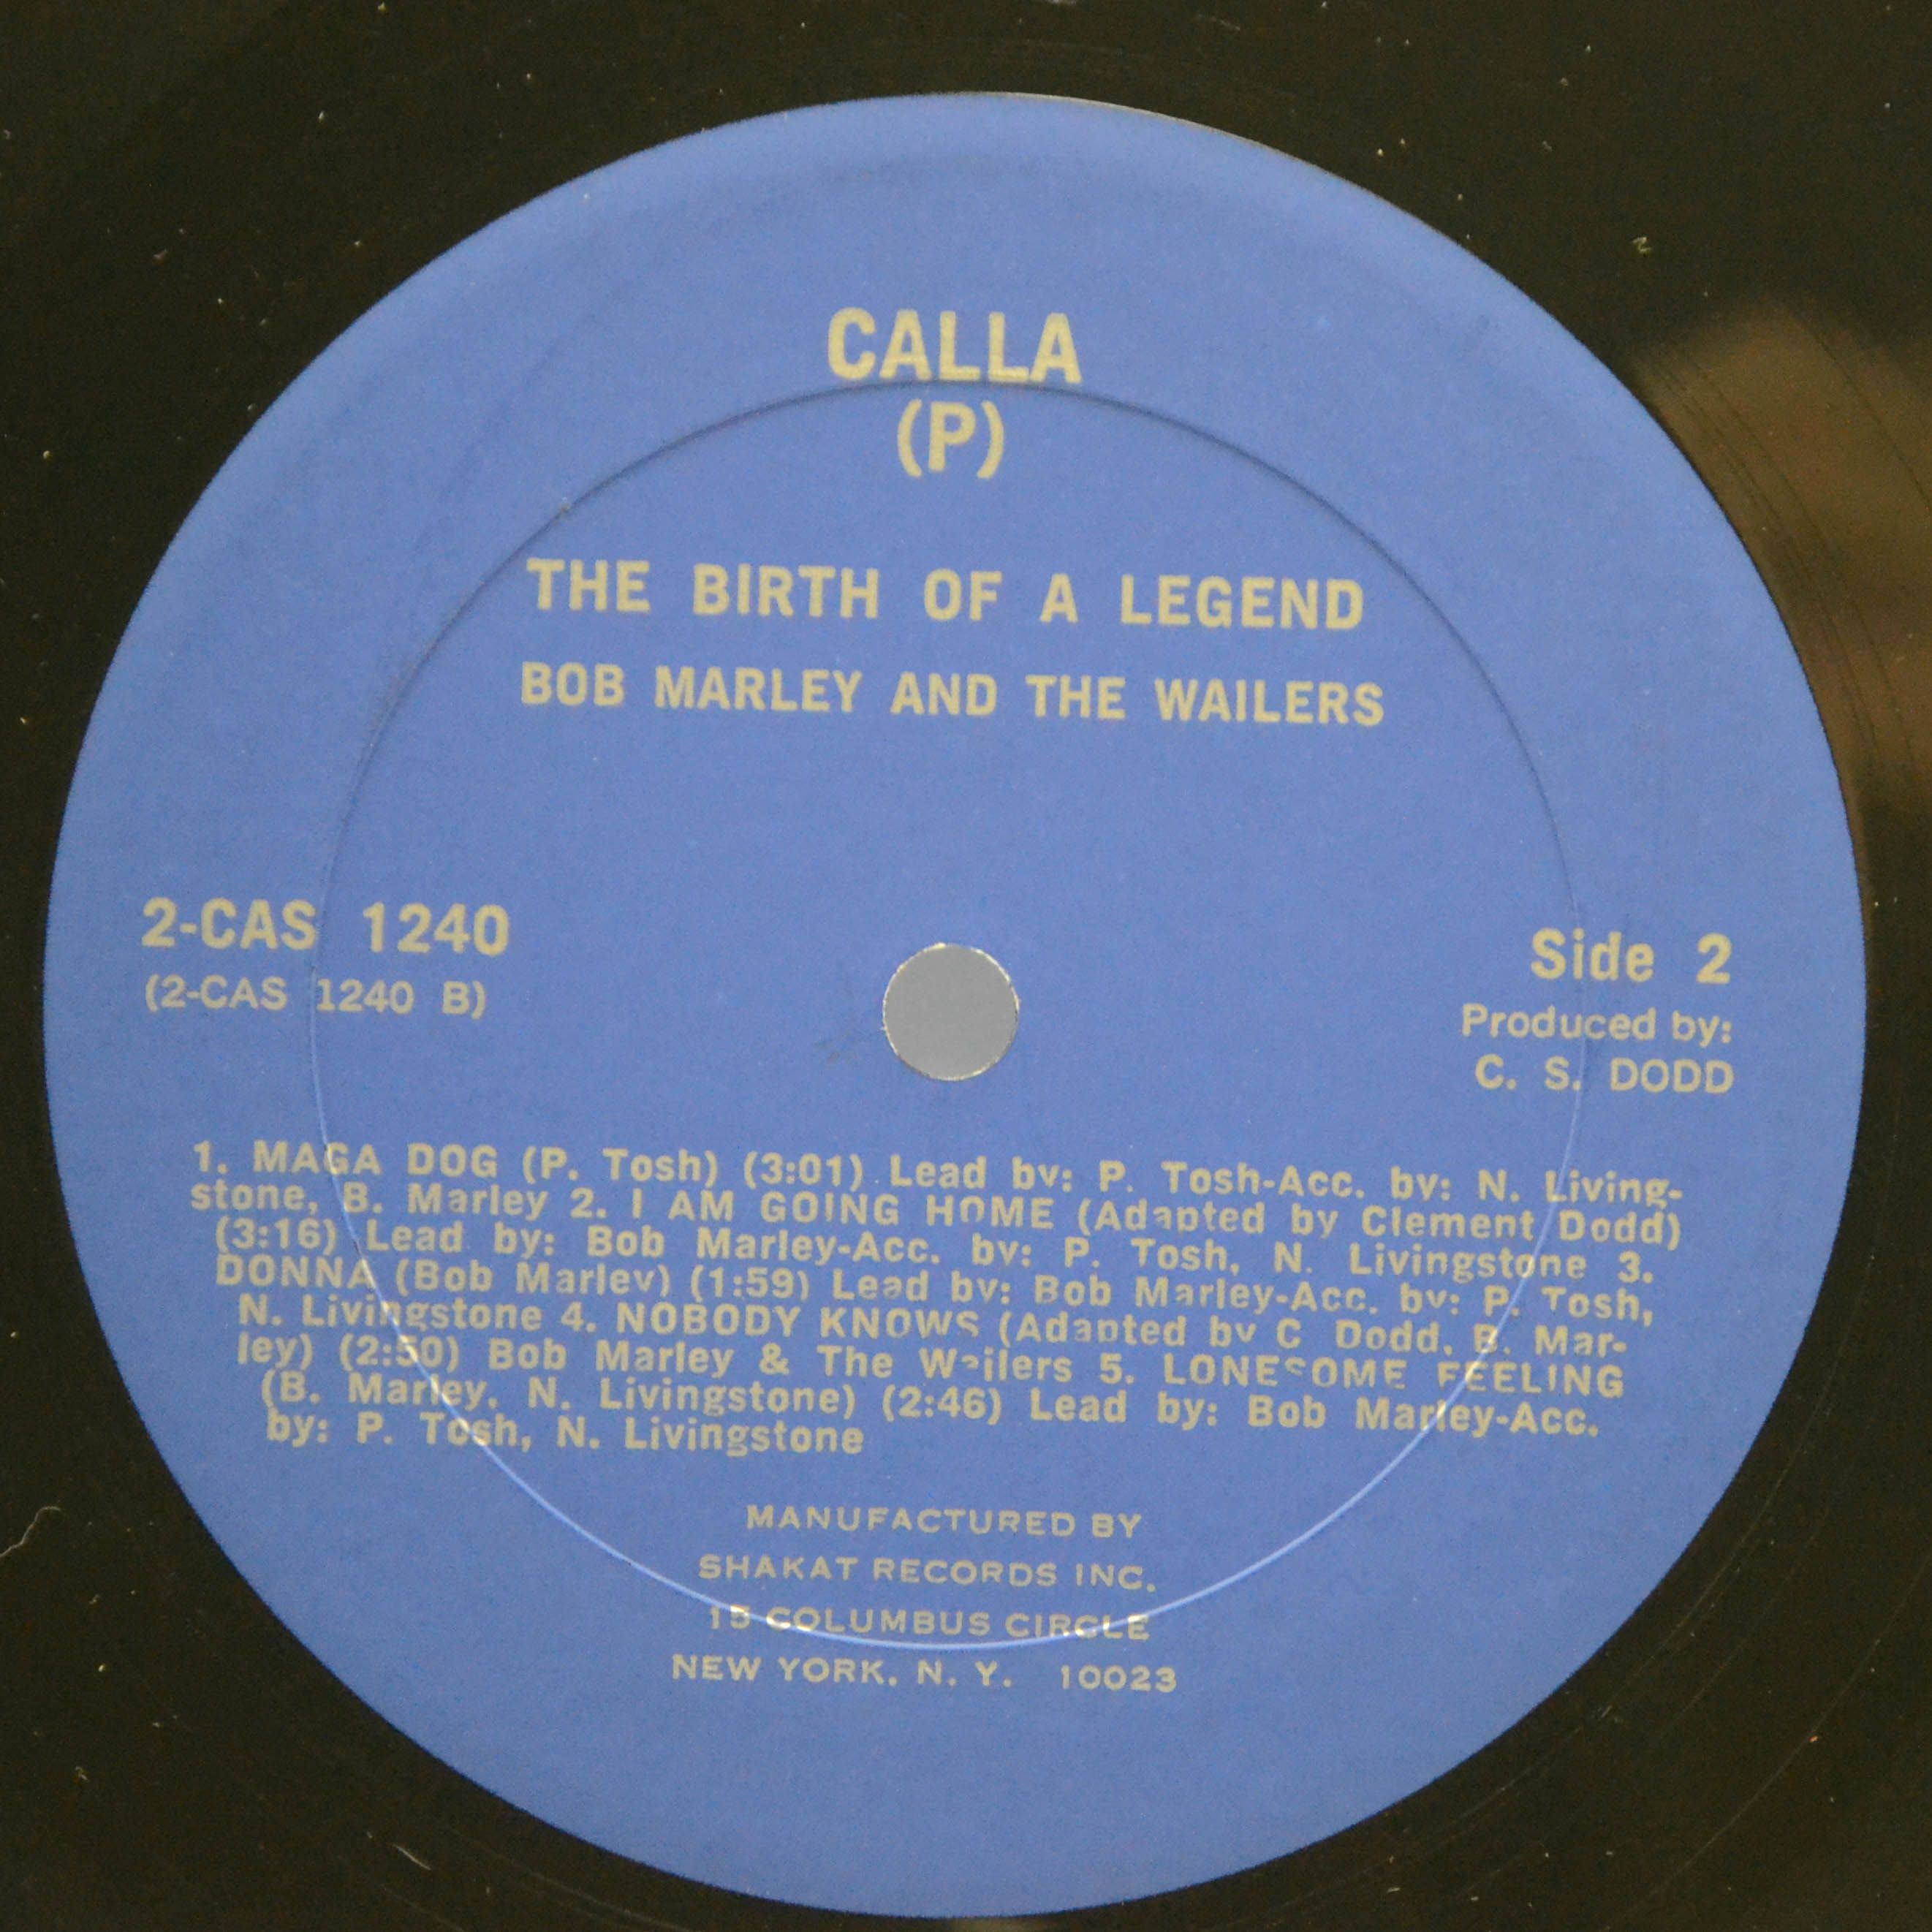 CALLA
(P)
THE BIRTH OF A LEGEND
BOB MARLEY AND THE WAILERS
2-CAS 1240
(2-CAS 1240 B)
Side 2
Produced by:
C. S. DODD
1. MAGA DOG (P. Tosh) (3:01) Lead by: P. Tosh-Acc. by: N. Living-
stone, B. Marley 2. I AM GOING HOME (Adapted by Clement Dodd)
(3:16) Lead by: Bob Marley-Acc. by: P. Tosh, N. Livingstone 3.
DONNA (Bob Marley) (1:59) Lead by: Bob Marley-Acc. by: P. Tosh,
N. Livingstone 4. NOBODY KNOWS (Adapted by C. Dodd, B. Mar-
ley) (2:50) Bob Marley & The Wailers 5. LONESOME FEELING
(B. Marley, N. Livingstone) (2:46) Lead by: Bob Marley-Acc.
by: P. Tosh, N. Livingstone
MANUFACTURED BY
SHAKAT RECORDS INC.
15 COLUMBUS CIRCLE
NEW YORK, N. Y. 10023